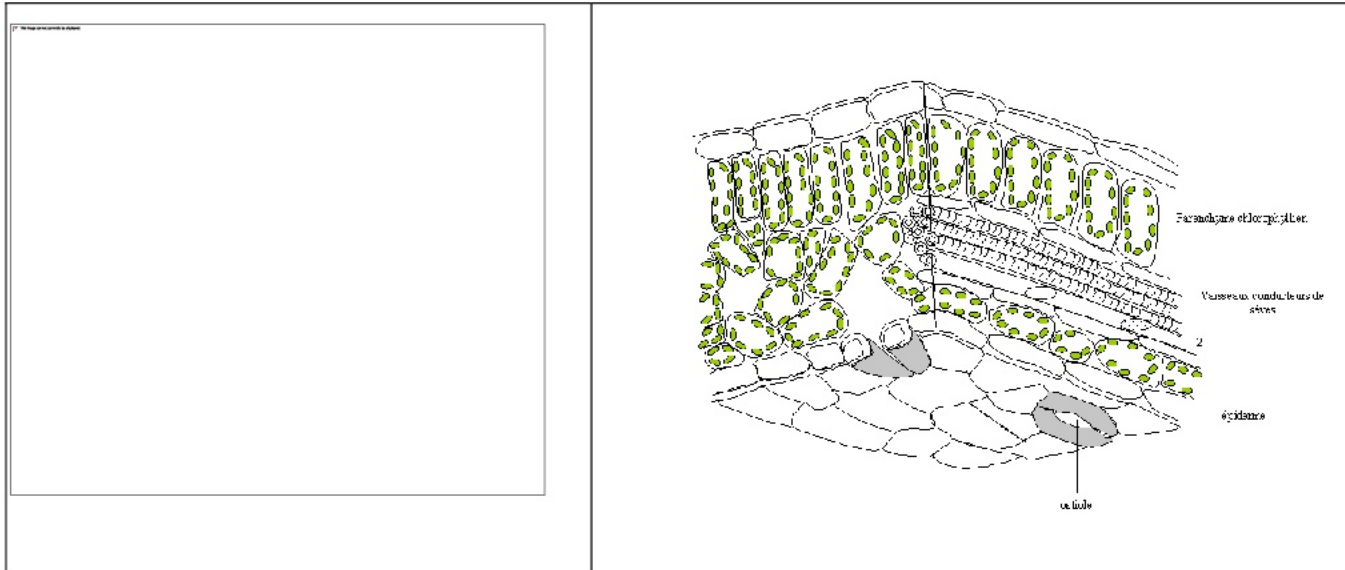 Parenchyme chlorophyllien
Vaisseaux conducteurs de
sèves
2
épiderme
ostiole